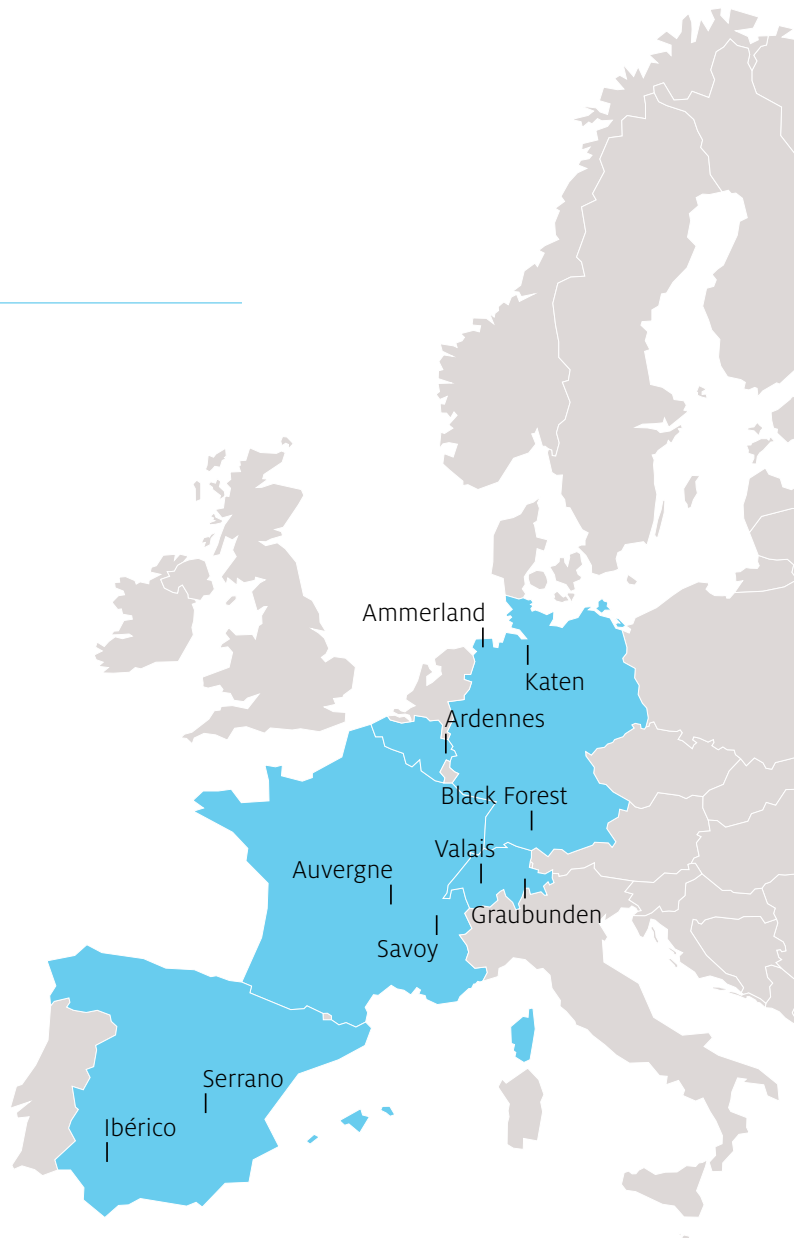 Ammerland
Katen
Ardennes
Black Forest
Valais
Auvergne
Graubunden
Savoy
Serrano
Ibérico